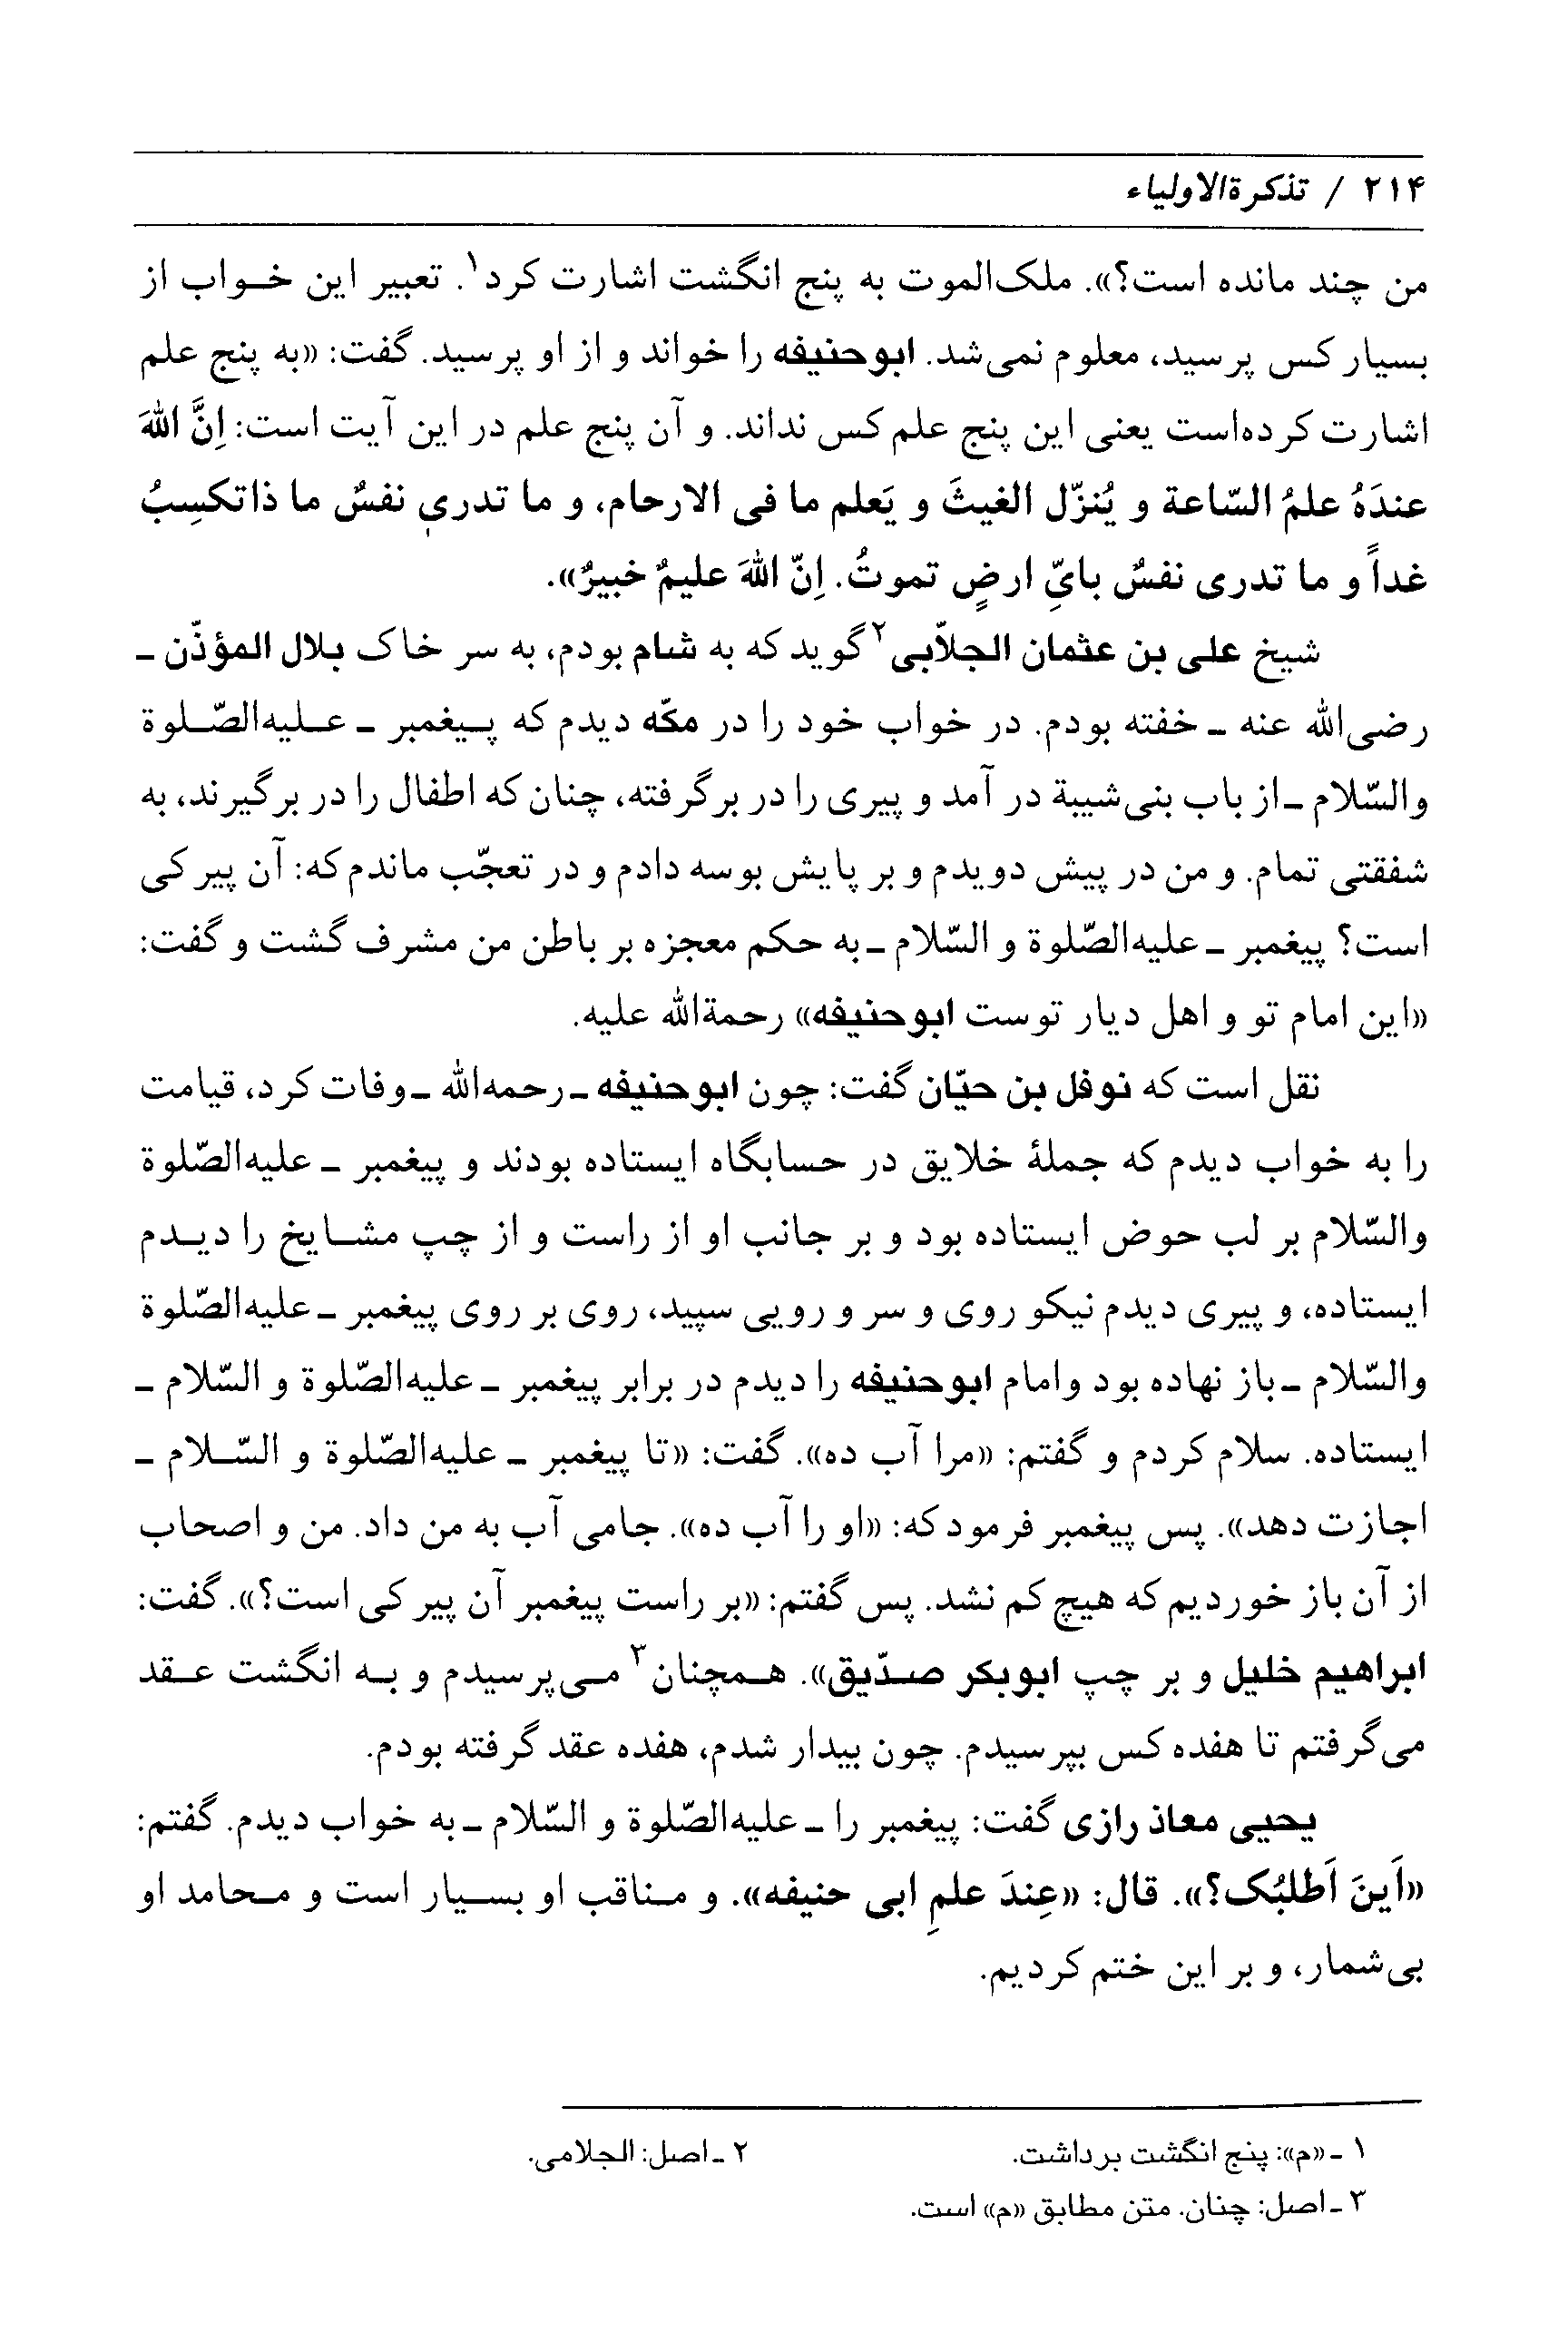 ۲۱۴ / تذکرةالاولیاء
من چند مانده است؟». ملک‌الموت به پنج انگشت اشارت کرد۱. تعبیر این خواب از
بسیار کس پرسید، معلوم نمی‌شد. ابوحنیفه را خواند و از او پرسید. گفت: «به پنج علم
اشارت کرده‌است یعنی این پنج علم کس نداند. و آن پنج علم در این آیت است: اِنَّ اللّهَ
عندَهُ علمُ السّاعة و یُنزّل الغیثَ و یَعلم ما فی الارحام، و ما تدری نفسٌ ما ذاتکسِبُ
غداً و ما تدری نفسٌ بایِّ ارضٍ تموتُ. اِنّ اللّهَ علیمٌ خبیرٌ».
شیخ علی بن عثمان الجلاّبی۲ گوید که به شام بودم، به سر خاک بلال المؤذّن ـ
رضی‌اللّه عنه ـ خفته بودم. در خواب خود را در مکّه دیدم که پیغمبر ـ علیه‌الصّلوة
والسّلام ـ از باب بنی‌شیبة در آمد و پیری را در برگرفته، چنان که اطفال را در برگیرند، به
شفقتی تمام. و من در پیش دویدم و بر پایش بوسه دادم و در تعجّب ماندم که: آن پیر کی
است؟ پیغمبر ـ علیه‌الصّلوة و السّلام ـ به حکم معجزه بر باطن من مشرف گشت و گفت:
«این امام تو و اهل دیار توست ابوحنیفه» رحمةاللّه علیه.
نقل است که نوفل بن حیّان گفت: چون ابوحنیفه ـ رحمه‌اللّه ـ وفات کرد، قیامت
را به خواب دیدم که جملهٔ خلایق در حسابگاه ایستاده بودند و پیغمبر ـ علیه‌الصّلوة
والسّلام بر لب حوض ایستاده بود و بر جانب او از راست و از چپ مشایخ را دیدم
ایستاده، و پیری دیدم نیکو روی و سر و رویی سپید، روی بر روی پیغمبر ـ علیه‌الصّلوة
والسّلام ـ باز نهاده بود وامام ابوحنیفه را دیدم در برابر پیغمبر ـ علیه‌الصّلوة و السّلام ـ
ایستاده. سلام کردم و گفتم: «مرا آب ده». گفت: «تا پیغمبر ـ علیه‌الصّلوة و السّلام ـ
اجازت دهد». پس پیغمبر فرمود که: «او را آب ده». جامی آب به من داد. من و اصحاب
از آن باز خوردیم که هیچ کم نشد. پس گفتم: «بر راست پیغمبر آن پیر کی است؟». گفت:
ابراهیم خلیل و بر چپ ابوبکر صدّیق». همچنان۳ می‌پرسیدم و به انگشت عقد
می‌گرفتم تا هفده کس بپرسیدم. چون بیدار شدم، هفده عقد گرفته بودم.
یحیی معاذ رازی گفت: پیغمبر را ـ علیه‌الصّلوة و السّلام ـ به خواب دیدم. گفتم:
«اَینَ اَطلبُک؟». قال: «عِندَ علمِ ابی حنیفه». و مناقب او بسیار است و محامد او
بی‌شمار، و بر این ختم کردیم.
۱ ـ «م»: پنج انگشت برداشت. ۲ ـ اصل: الجلامی.
۳ ـ اصل: چنان. متن مطابق «م» است.